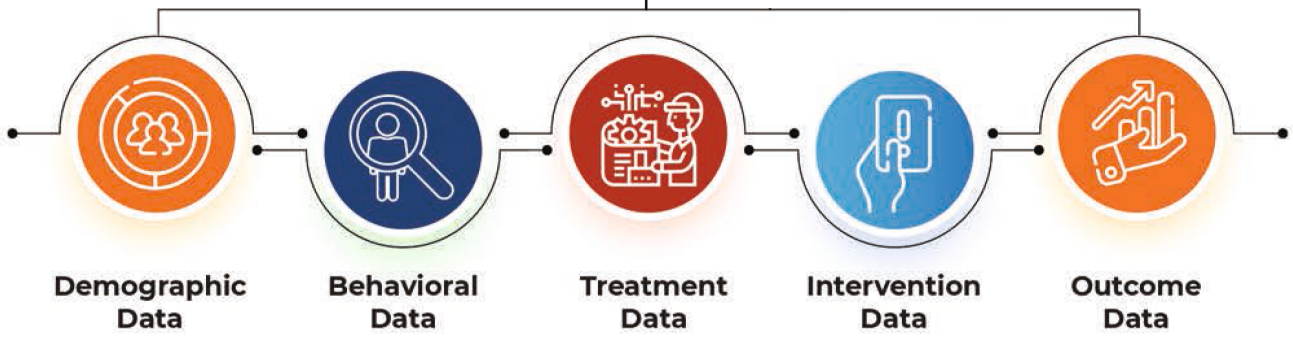 Demographic
Data
Behavioral
Data
Treatment
Data
Intervention
Data
Outcome
Data